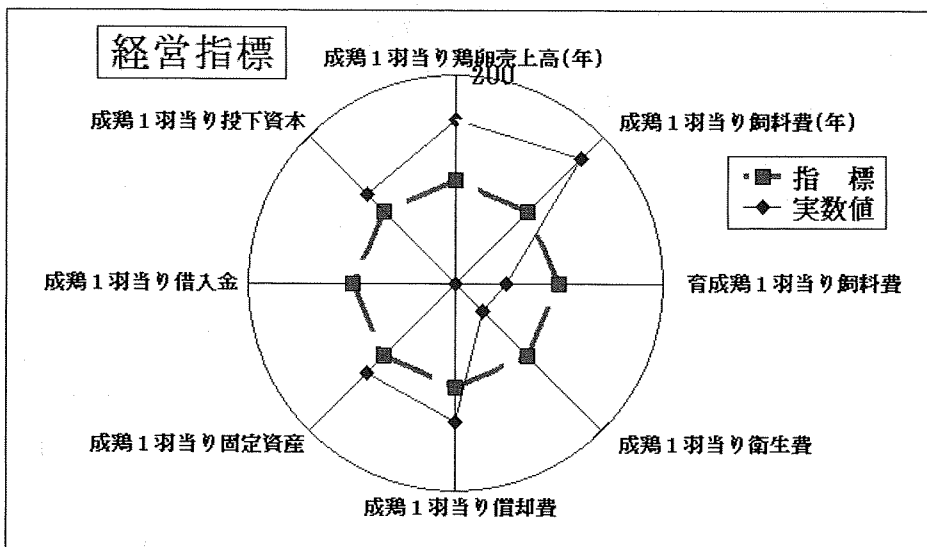 経営指標
成鶏1羽当り鶏卵売上高(年)
200
成鶏1羽当り投下資本
成鶏1羽当り飼料費(年)
指 標
実数値
成鶏1羽当り借入金
育成鶏1羽当り飼料費
成鶏1羽当り固定資産
成鶏1羽当り衛生費
成鶏1羽当り償却費